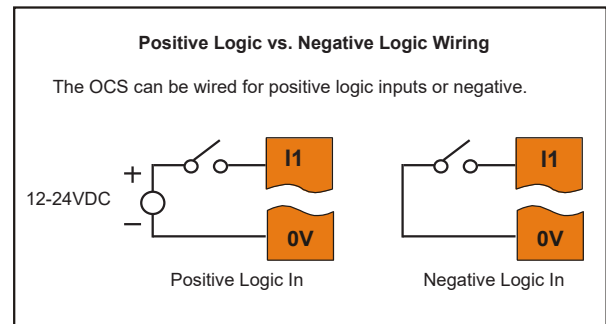 Positive Logic vs. Negative Logic Wiring
The OCS can be wired for positive logic inputs or negative.
I1
I1
+
12-24VDC
–
0V
0V
Positive Logic In
Negative Logic In